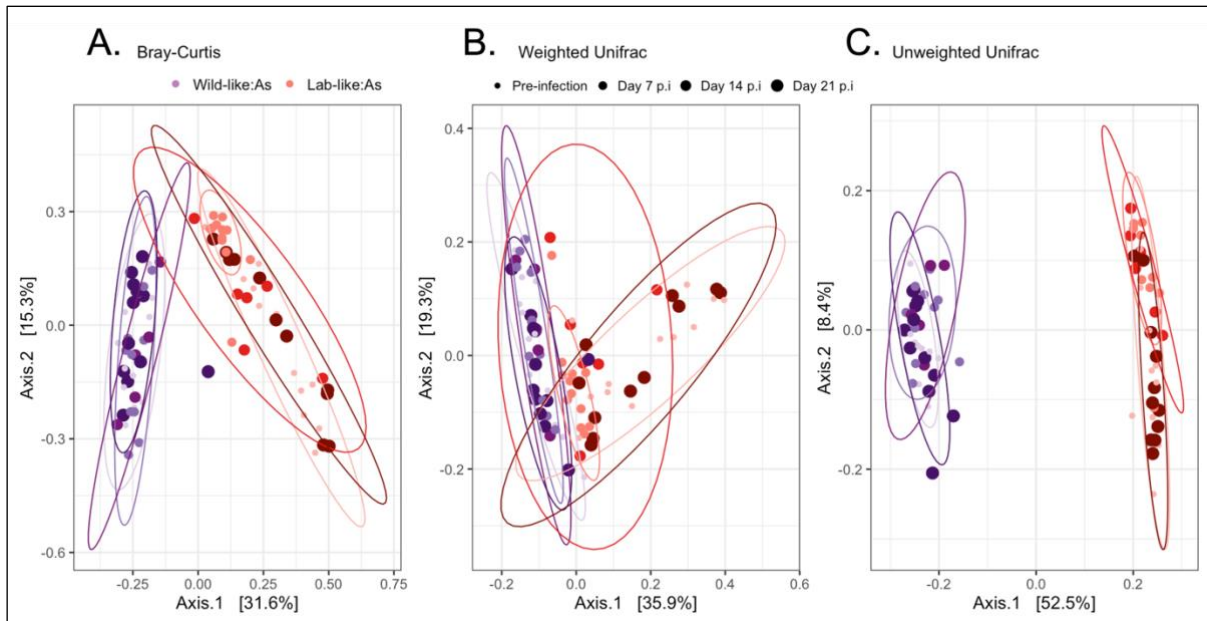 A. Bray-Curtis
B. Weighted Unifrac
C. Unweighted Unifrac
Wild-like:As Lab-like:As
Pre-infection Day 7 p.i Day 14 p.i Day 21 p.i
0.3
0.0
-0.3
-0.6
Axis.2 [15.3%]
-0.25 0.00 0.25 0.50 0.75
Axis.1 [31.6%]
0.4
0.2
0.0
-0.2
Axis.2 [19.3%]
-0.2 0.0 0.2 0.4 0.6
Axis.1 [35.9%]
0.2
0.0
-0.2
Axis.2 [8.4%]
-0.2 0.0 0.2
Axis.1 [52.5%]